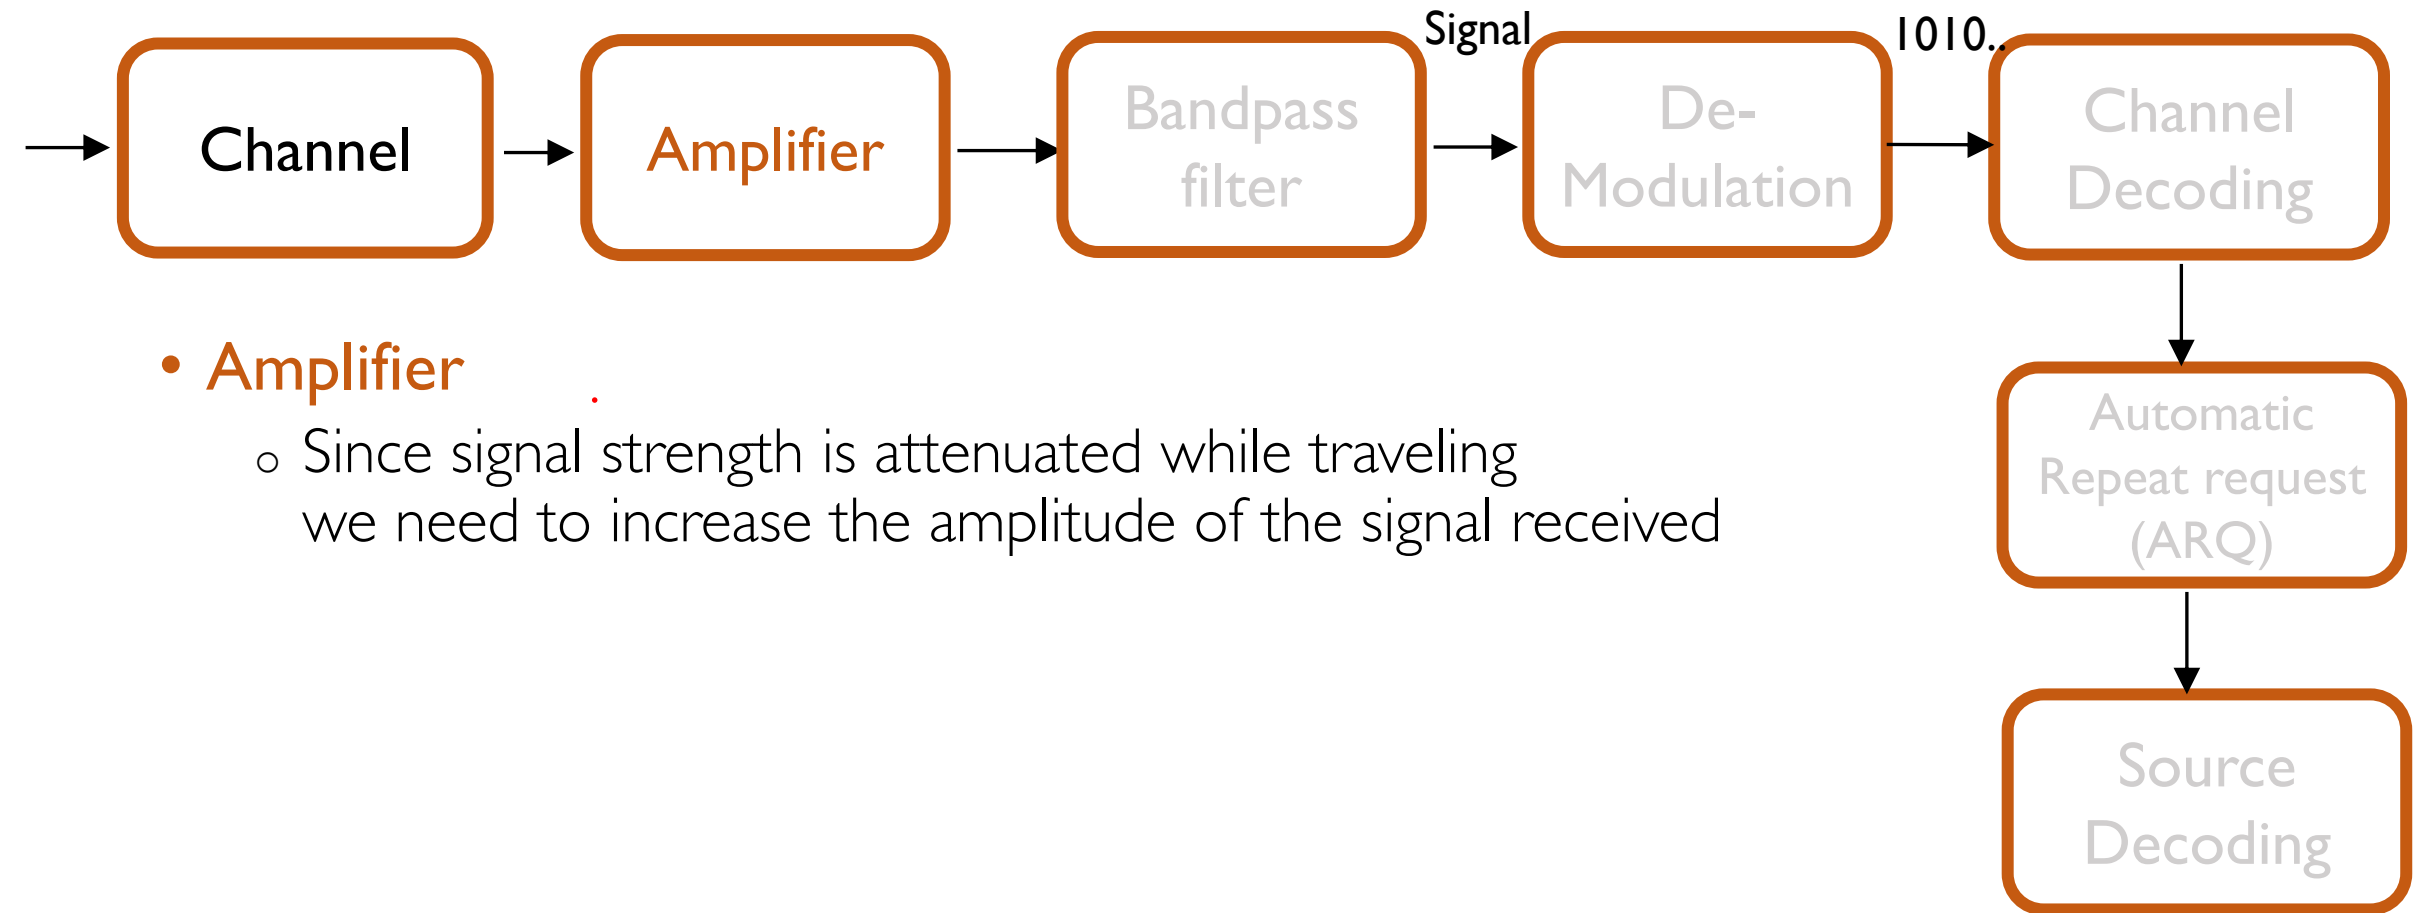 Signal
1010..
Channel
Amplifier
Bandpass
filter
De-
Modulation
Channel
Decoding
• Amplifier
o Since signal strength is attenuated while traveling
we need to increase the amplitude of the signal received
Automatic
Repeat request
(ARQ)
Source
Decoding